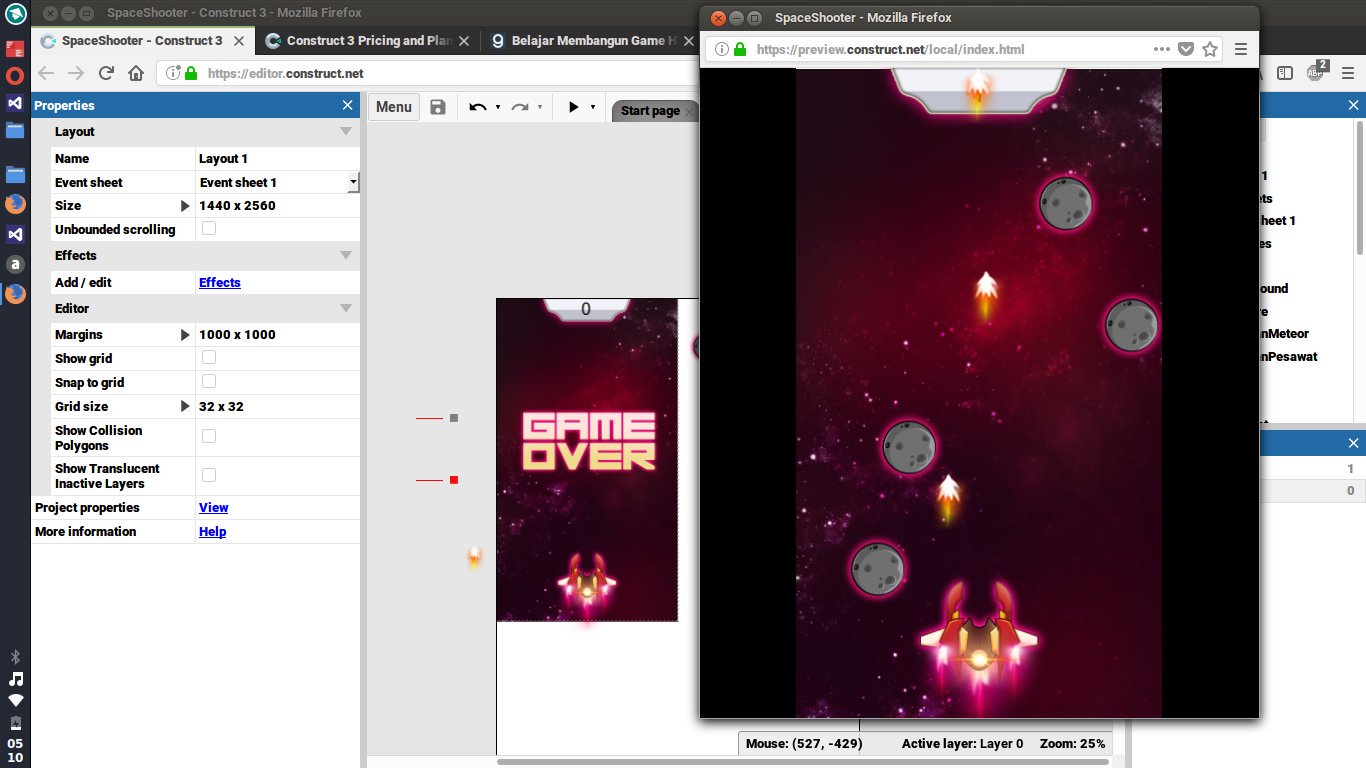 SpaceShooter - Construct 3 - Mozilla Firefox
SpaceShooter - Construct 3
Construct 3 Pricing and Plan
Belajar Membangun Game H
https://editor.construct.net
Properties
Layout
Name Layout 1
Event sheet Event sheet 1
Size 1440 x 2560
Unbounded scrolling
Effects
Add / edit Effects
Editor
Margins 1000 x 1000
Show grid
Snap to grid
Grid size 32 x 32
Show Collision
Polygons
Show Translucent
Inactive Layers
Project properties View
More information Help
Menu
Start page
0
GAME
OVER
SpaceShooter - Mozilla Firefox
https://preview.construct.net/local/index.html
ABP
2
1
ets
heet 1
es
ound
re
nMeteor
nPesawat
1
0
Mouse: (527, -429)
Active layer: Layer 0
Zoom: 25%
a
05
10